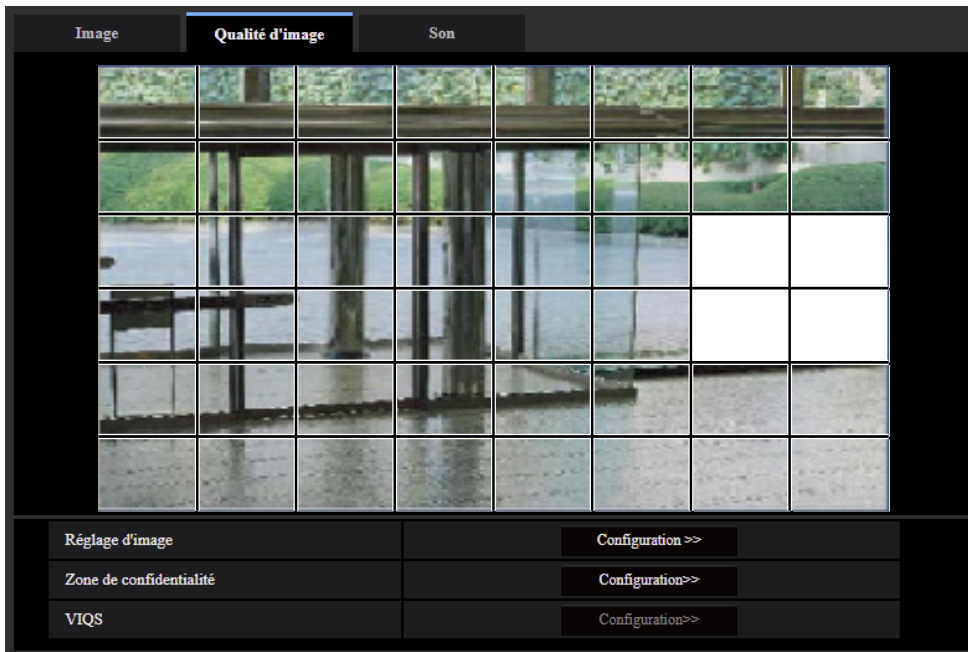 Image Qualité d'image Son
Réglage d'image Configuration >>
Zone de confidentialité Configuration>>
VIQS Configuration>>